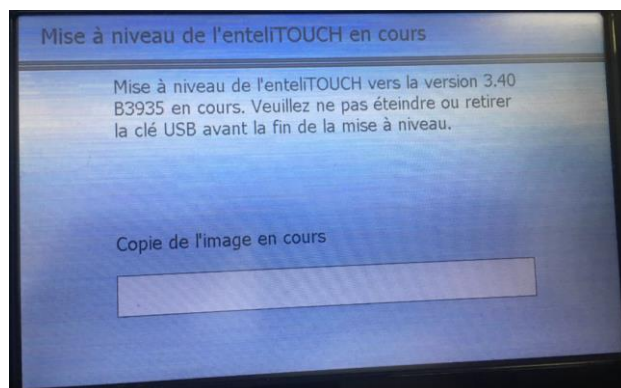 Mise à niveau de l'enteliTOUCH en cours
Mise à niveau de l'enteliTOUCH vers la version 3.40
B3935 en cours. Veuillez ne pas éteindre ou retirer
la clé USB avant la fin de la mise à niveau.
Copie de l'image en cours